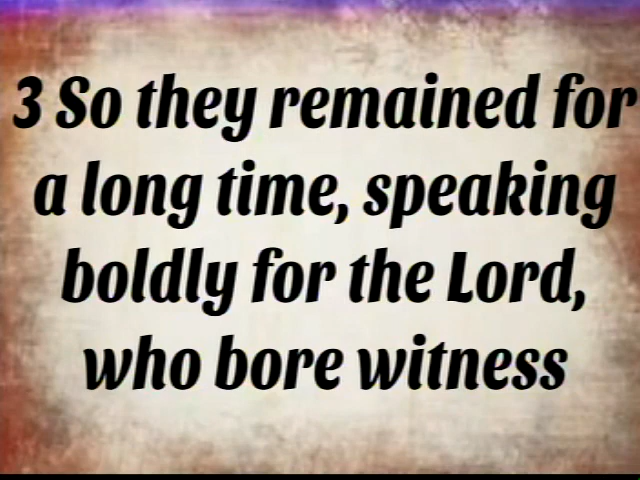 3 So they remained for
a long time, speaking
boldly for the Lord,
who bore witness